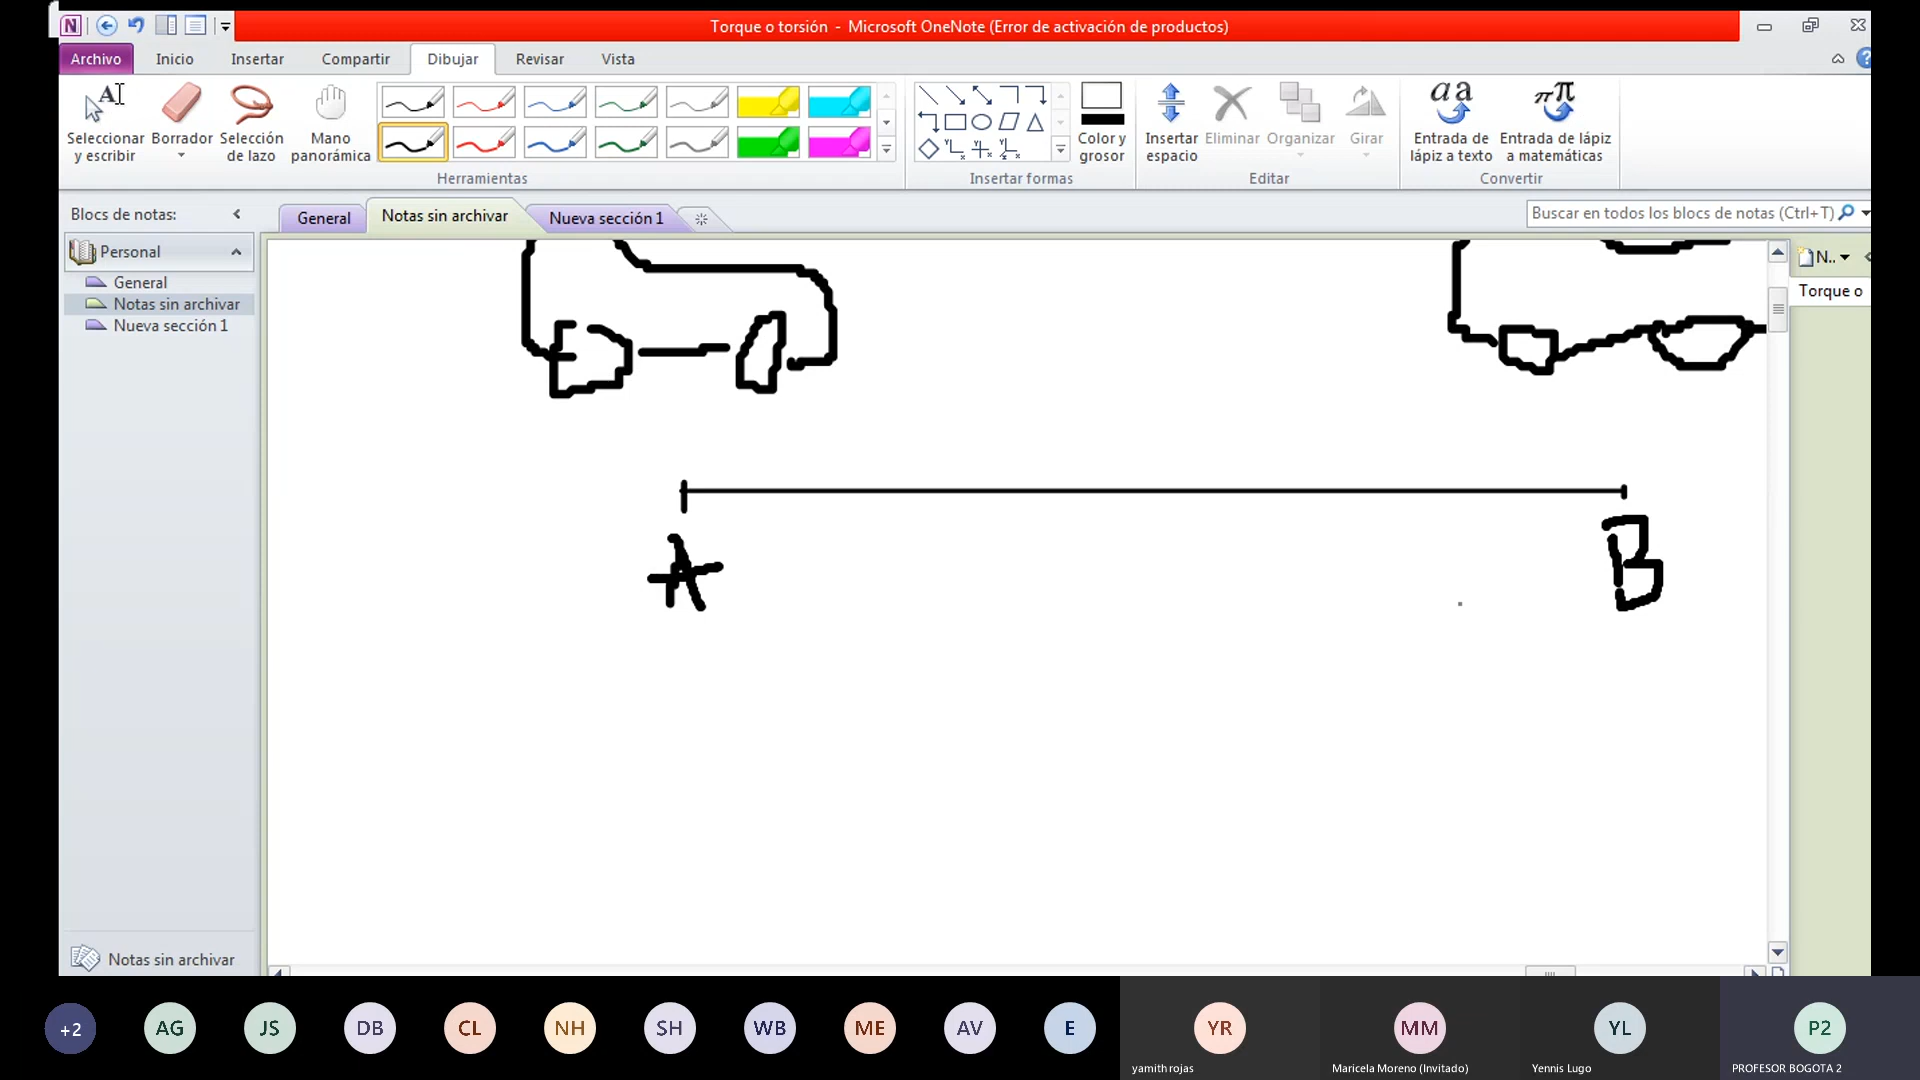 Torque o torsión - Microsoft OneNote (Error de activación de productos)
Archivo Inicio Insertar Compartir Dibujar Revisar Vista
Seleccionar y escribir
Borrador
Selección de lazo
Mano panorámica
Herramientas
Insertar formas
Color y grosor
Insertar espacio
Eliminar
Organizar
Girar
Editar
Entrada de lápiz a texto
Entrada de lápiz a matemáticas
Convertir
Blocs de notas:
General
Notas sin archivar
Nueva sección 1
Buscar en todos los blocs de notas (Ctrl+T)
Personal
General
Notas sin archivar
Nueva sección 1
N..
Torque o
A
B
Notas sin archivar
+2 AG JS DB CL NH SH WB ME AV E YR MM YL P2
yamith rojas
Maricela Moreno (Invitado)
Yennis Lugo
PROFESOR BOGOTA 2